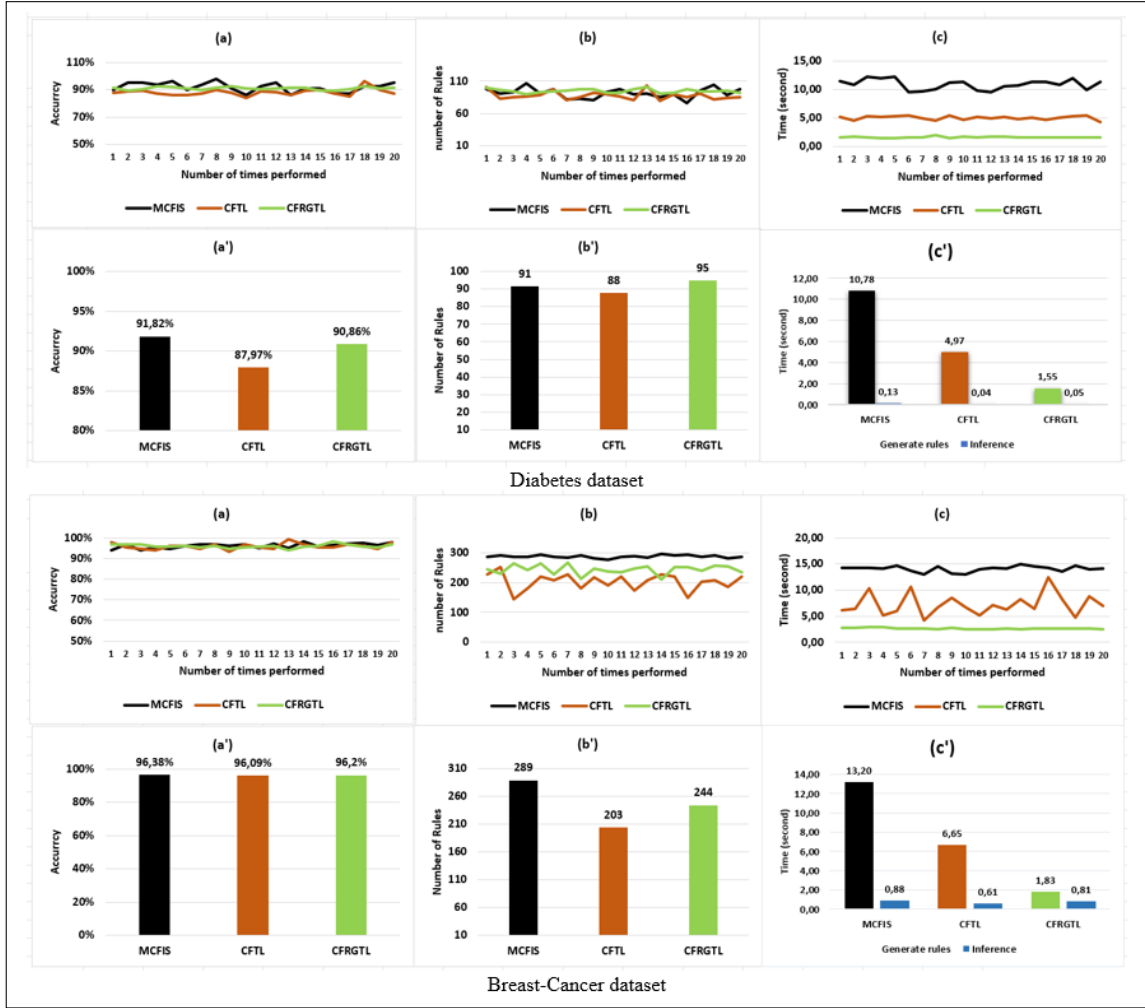 (a)
Accurrcy
110%
90%
70%
50%
1 2 3 4 5 6 7 8 9 10 11 12 13 14 15 16 17 18 19 20
Number of times performed
MCFIS CFTL CFRGTL
(b)
number of Rules
110
60
10
1 2 3 4 5 6 7 8 9 10 11 12 13 14 15 16 17 18 19 20
Number of times performed
MCFIS CFTL CFRGTL
(c)
Time (second)
15,00
10,00
5,00
0,00
1 2 3 4 5 6 7 8 9 10 11 12 13 14 15 16 17 18 19 20
Number of times performed
MCFIS CFTL CFRGTL
(a')
Accurrcy
100%
95%
90%
85%
80%
91,82%
87,97%
90,86%
MCFIS CFTL CFRGTL
(b')
Number of Rules
100
90
80
70
60
50
40
30
20
10
91
88
95
MCFIS CFTL CFRGTL
(c')
Time (second)
12,00
10,00
8,00
6,00
4,00
2,00
0,00
10,78
0,13
4,97
0,04
1,55
0,05
MCFIS CFTL CFRGTL
Generate rules Inference
Diabetes dataset
(a)
Accurrcy
100%
90%
80%
70%
60%
50%
1 2 3 4 5 6 7 8 9 10 11 12 13 14 15 16 17 18 19 20
Number of times performed
MCFIS CFTL CFRGTL
(b)
number of Rules
300
200
100
0
1 2 3 4 5 6 7 8 9 10 11 12 13 14 15 16 17 18 19 20
Number of times performed
MCFIS CFTL CFRGTL
(c)
Time (second)
20,00
15,00
10,00
5,00
0,00
1 2 3 4 5 6 7 8 9 10 11 12 13 14 15 16 17 18 19 20
Number of times performed
MCFIS CFTL CFRGTL
(a')
Accurrcy
100%
80%
60%
40%
20%
0%
96,38%
96,09%
96,2%
MCFIS CFTL CFRGTL
(b')
Number of Rules
310
260
210
160
110
60
10
289
203
244
MCFIS CFTL CFRGTL
(c')
Time (second)
14,00
12,00
10,00
8,00
6,00
4,00
2,00
0,00
13,20
0,88
6,65
0,61
1,83
0,81
MCFIS CFTL CFRGTL
Generate rules Inference
Breast-Cancer dataset